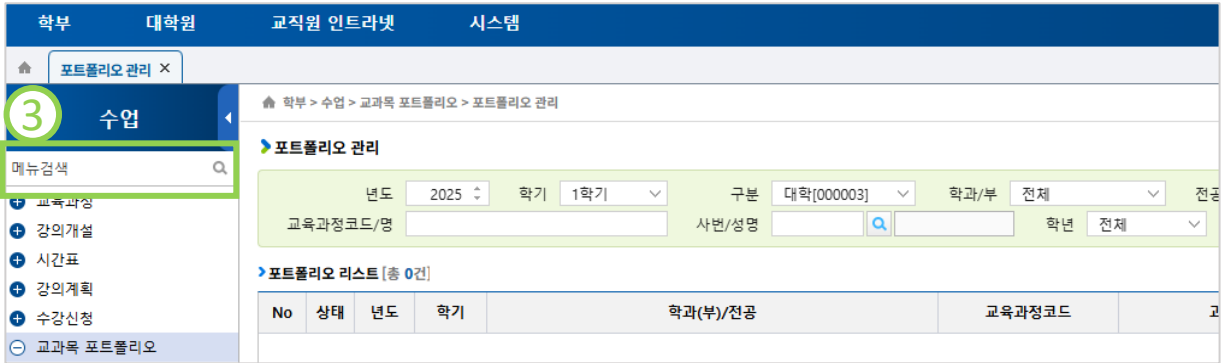 학부 대학원 교직원 인트라넷 시스템
포트폴리오 관리 ×
3 수업
학부 > 수업 > 교과목 포트폴리오 > 포트폴리오 관리
메뉴검색
포트폴리오 관리
년도 2025 학기 1학기 구분 대학[000003] 학과/부 전체 전공
교육과정코드/명 사번/성명 학년 전체
교육과정
강의개설
시간표
강의계획
수강신청
교과목 포트폴리오
포트폴리오 리스트 [총 0건]
No 상태 년도 학기 학과(부)/전공 교육과정코드